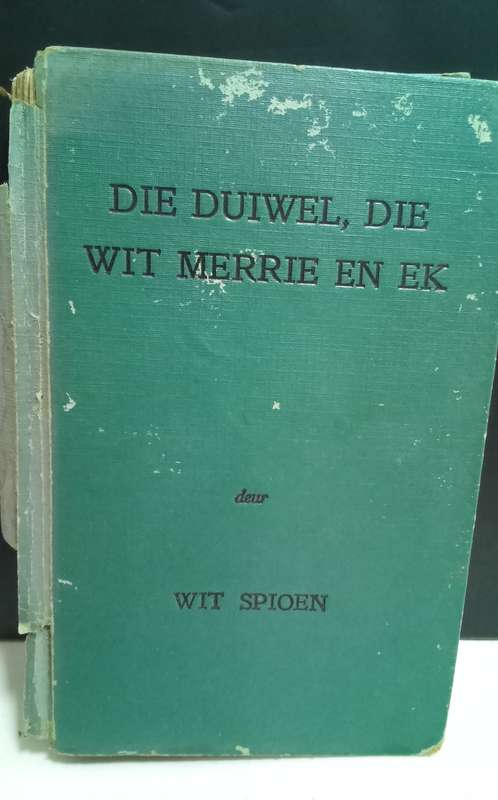 DIE DUIWEL, DIE
WIT MERRIE EN EK
deur
WIT SPIOEN